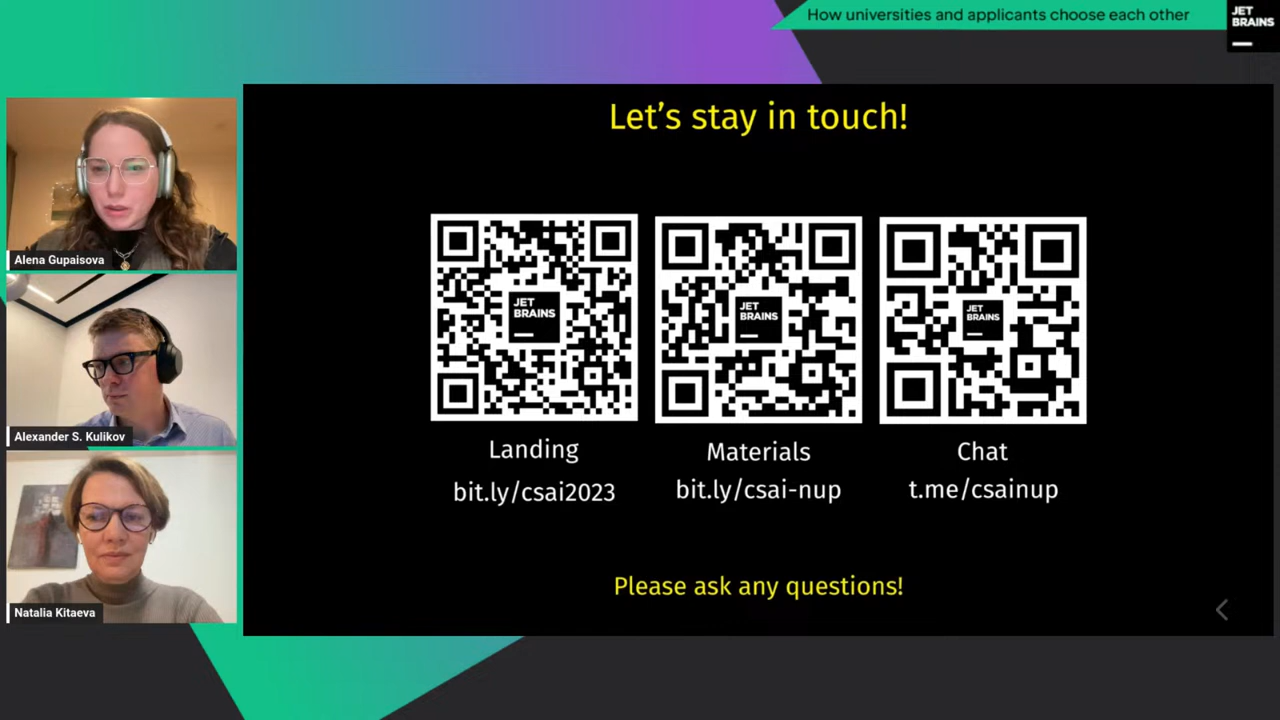 How universities and applicants choose each other
JET
BRAINS
Let's stay in touch!
Alena Gupaisova
Alexander S. Kulikov
Natalia Kitaeva
JET
BRAINS
JET
BRAINS
JET
BRAINS
Landing
Materials
Chat
bit.ly/csai2023
bit.ly/csai-nup
t.me/csainup
Please ask any questions!